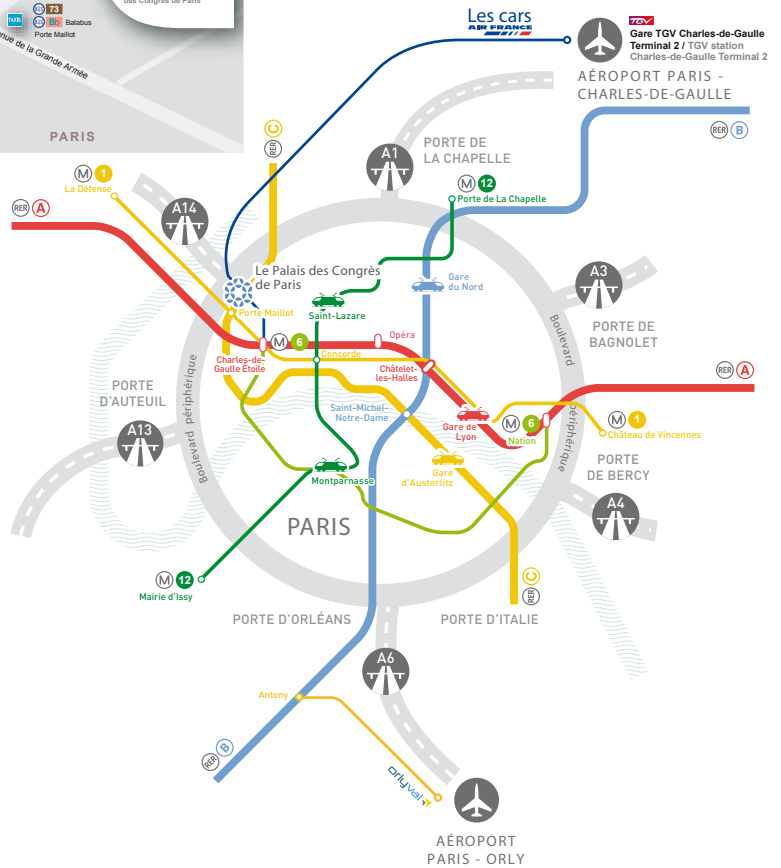 des Congrès de Paris
BUS 73
TAXIS
BUS Bb Balabus
Porte Maillot
nue de la Grande Armée
PARIS
Les cars
AIR FRANCE
TGV
Gare TGV Charles-de-Gaulle
Terminal 2 / TGV station
Charles-de-Gaulle Terminal 2
AÉROPORT PARIS -
CHARLES-DE-GAULLE
RER B
RER C
A1
PORTE DE
LA CHAPELLE
M 1
La Défense
M 12
Porte de La Chapelle
RER A
A14
Le Palais des Congrès
de Paris
Gare
du Nord
A3
PORTE DE
BAGNOLET
Porte Maillot
Saint-Lazare
M 6
Opéra
Boulevard
Charles-de-
Gaulle Étoile
Concorde
Châtelet-
les-Halles
RER A
PORTE
D'AUTEUIL
Boulevard périphérique
A13
Saint-Michel-
Notre-Dame
Gare de
Lyon
M 6
Nation
périphérique
M 1
Château de Vincennes
Gare
d'Austerlitz
PORTE
DE BERCY
Montparnasse
A4
PARIS
M 12
Mairie d'Issy
RER C
PORTE D'ORLÉANS
PORTE D'ITALIE
A6
Antony
RER B
orlyval
AÉROPORT
PARIS - ORLY